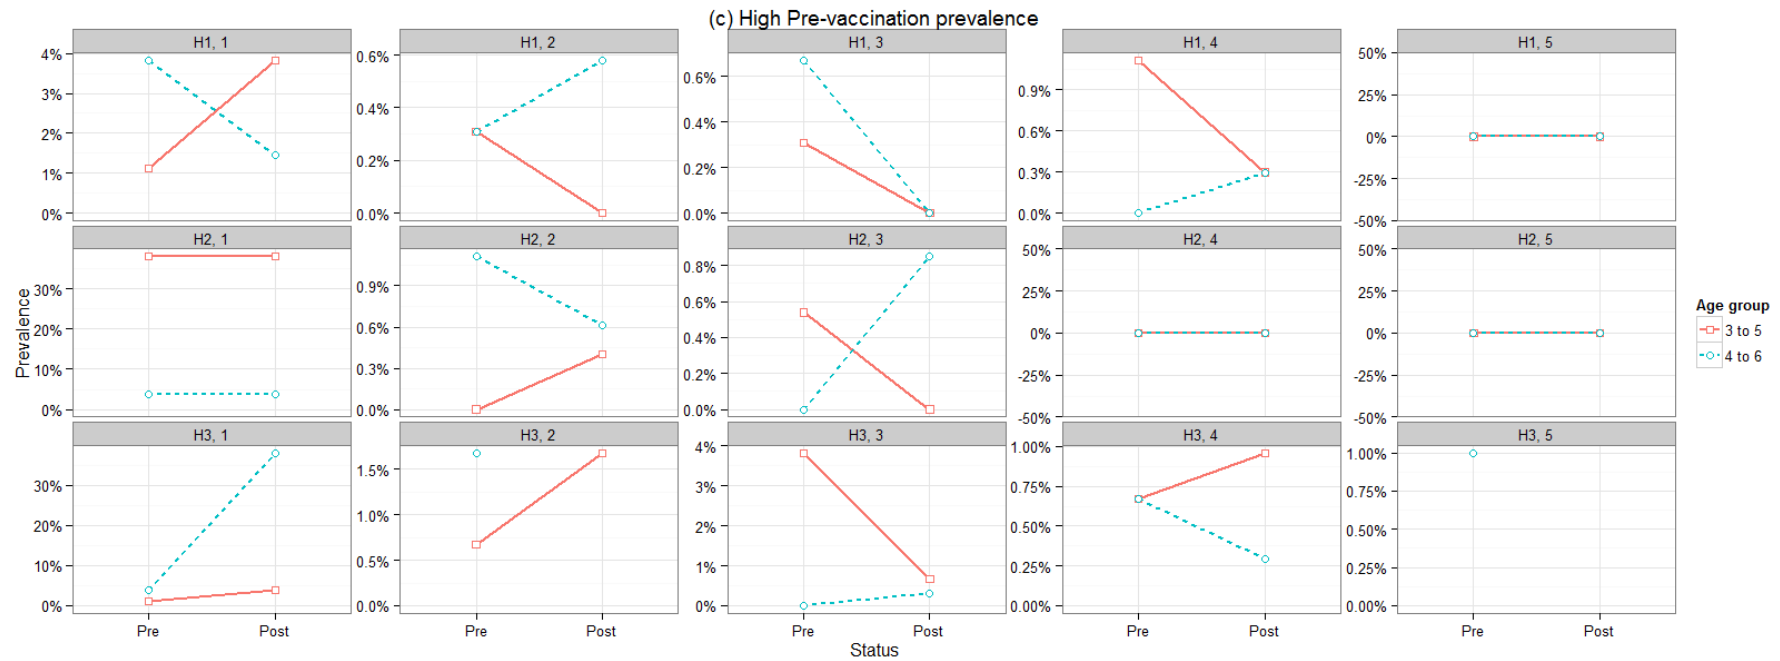 (c) High Pre-vaccination prevalence
H1, 1
H1, 2
H1, 3
H1, 4
H1, 5
4%
3%
2%
1%
0%
0.6%
0.4%
0.2%
0.0%
0.6%
0.4%
0.2%
0.0%
0.9%
0.6%
0.3%
0.0%
50%
25%
0%
-25%
-50%
H2, 1
H2, 2
H2, 3
H2, 4
H2, 5
30%
20%
10%
0%
0.9%
0.6%
0.3%
0.0%
0.8%
0.6%
0.4%
0.2%
0.0%
50%
25%
0%
-25%
-50%
50%
25%
0%
-25%
-50%
H3, 1
H3, 2
H3, 3
H3, 4
H3, 5
30%
20%
10%
0%
1.5%
1.0%
0.5%
0.0%
4%
3%
2%
1%
0%
1.00%
0.75%
0.50%
0.25%
0.00%
1.00%
0.75%
0.50%
0.25%
0.00%
Pre Post
Pre Post
Pre Post
Pre Post
Pre Post
Status
Prevalence
Age group
3 to 5
4 to 6